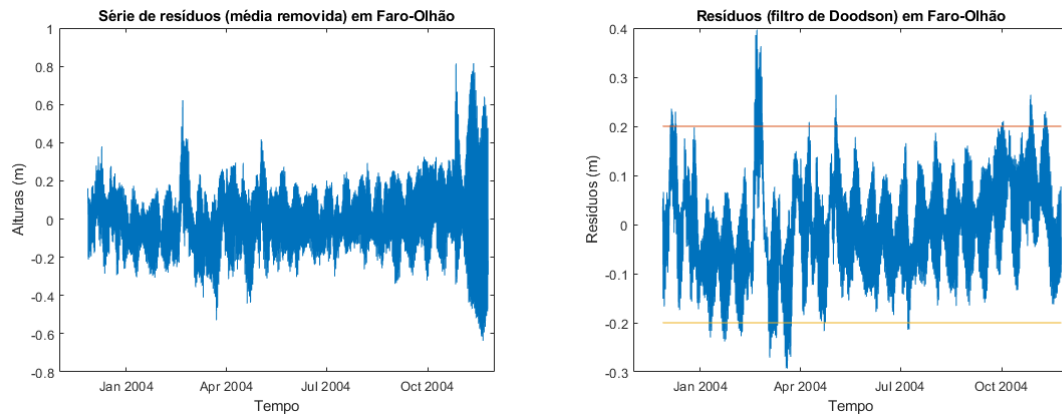 Série de resíduos (média removida) em Faro-Olhão
1
0.8
0.6
0.4
0.2
0
-0.2
-0.4
-0.6
-0.8
Alturas (m)
Jan 2004
Apr 2004
Jul 2004
Oct 2004
Tempo
Resíduos (filtro de Doodson) em Faro-Olhão
0.4
0.3
0.2
0.1
0
-0.1
-0.2
-0.3
Resíduos (m)
Jan 2004
Apr 2004
Jul 2004
Oct 2004
Tempo